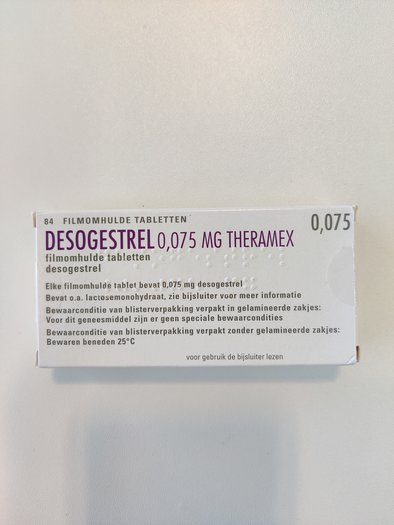 84 FILMOMHULDE TABLETTEN
DESOGESTREL 0,075 MG THERAMEX
0,075
filmomhulde tabletten
desogestrel
Elke filmomhulde tablet bevat 0,075 mg desogestrel
Bevat o.a. lactosemonohydraat, zie bijsluiter voor meer informatie
Bewaarconditie van blisterverpakking verpakt in gelamineerde zakjes:
Voor dit geneesmiddel zijn er geen speciale bewaarcondities
Bewaarconditie van blisterverpakking verpakt zonder gelamineerde zakjes:
Bewaren beneden 25°C
voor gebruik de bijsluiter lezen